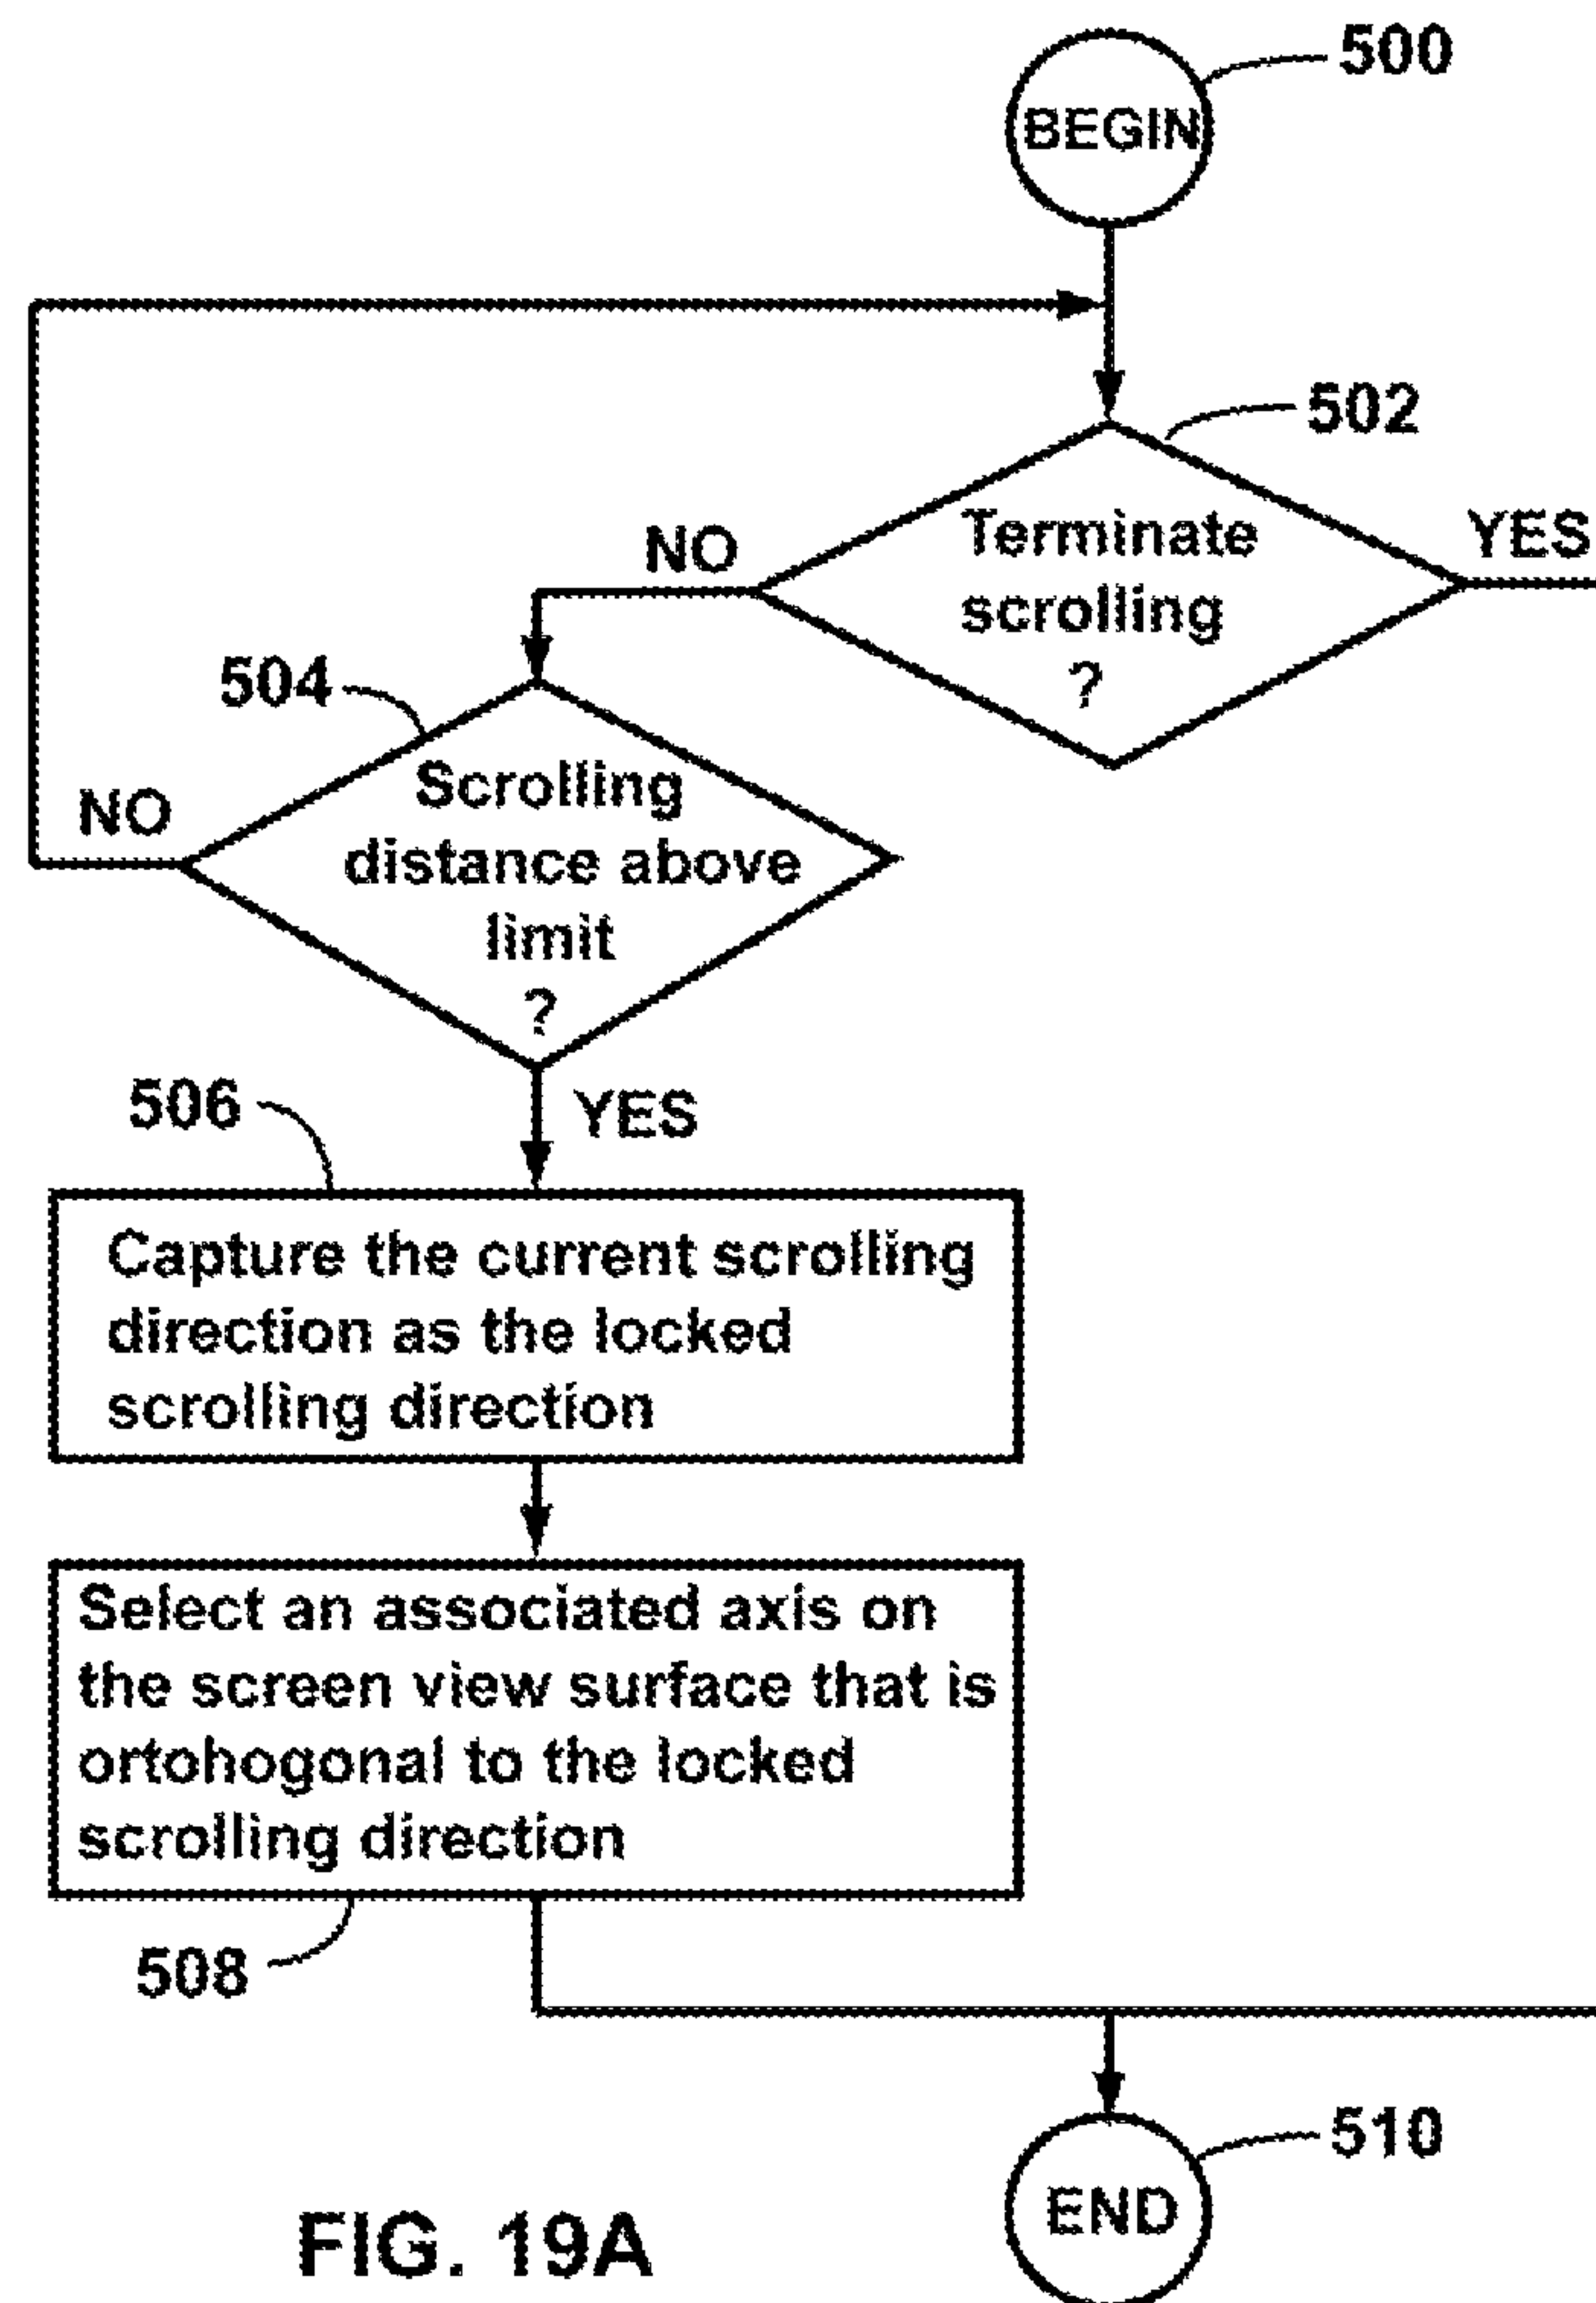 500
BEGIN
502
Terminate
scrolling
?
YES
NO
504
Scrolling
distance above
limit
?
NO
YES
506
Capture the current scrolling
direction as the locked
scrolling direction
Select an associated axis on
the screen view surface that is
ortohogonal to the locked
scrolling direction
508
510
END
FIG. 19A